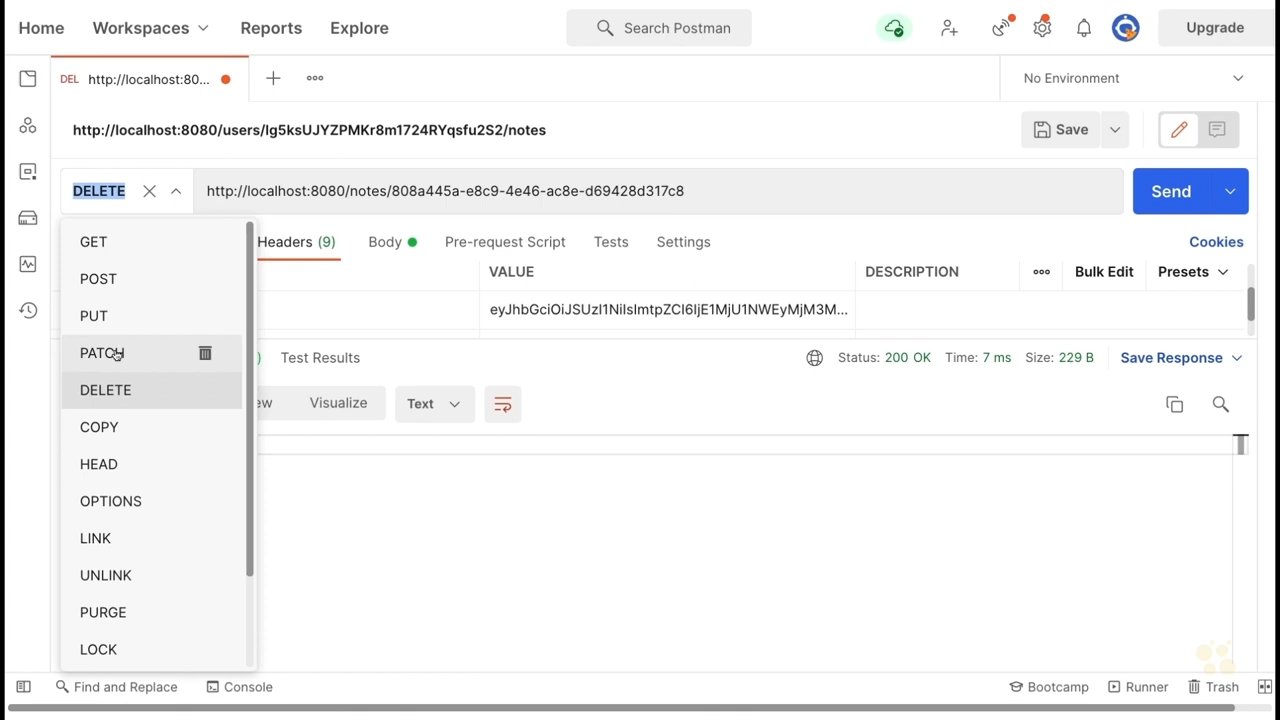 Home Workspaces Reports Explore Search Postman Upgrade
DEL http://localhost:80... No Environment
http://localhost:8080/users/Ig5ksUJYZPMKr8m1724RYqsfu2S2/notes Save
DELETE http://localhost:8080/notes/808a445a-e8c9-4e46-ac8e-d69428d317c8 Send
GET Headers (9) Body Pre-request Script Tests Settings Cookies
VALUE DESCRIPTION Bulk Edit Presets
POST
PUT eyJhbGciOiJSUzI1NiIsImtpZCI6IjE1MjU1NWEyMjM3M...
PATCH ) Test Results Status: 200 OK Time: 7 ms Size: 229 B Save Response
DELETE ew Visualize Text
COPY
HEAD
OPTIONS
LINK
UNLINK
PURGE
LOCK
Find and Replace Console Bootcamp Runner Trash